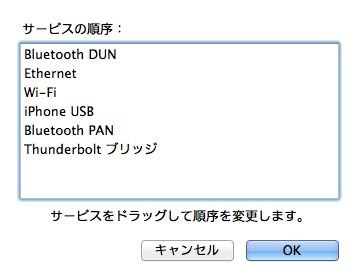 サービスの順序：
Bluetooth DUN
Ethernet
Wi-Fi
iPhone USB
Bluetooth PAN
Thunderbolt ブリッジ
サービスをドラッグして順序を変更します。
キャンセル
OK